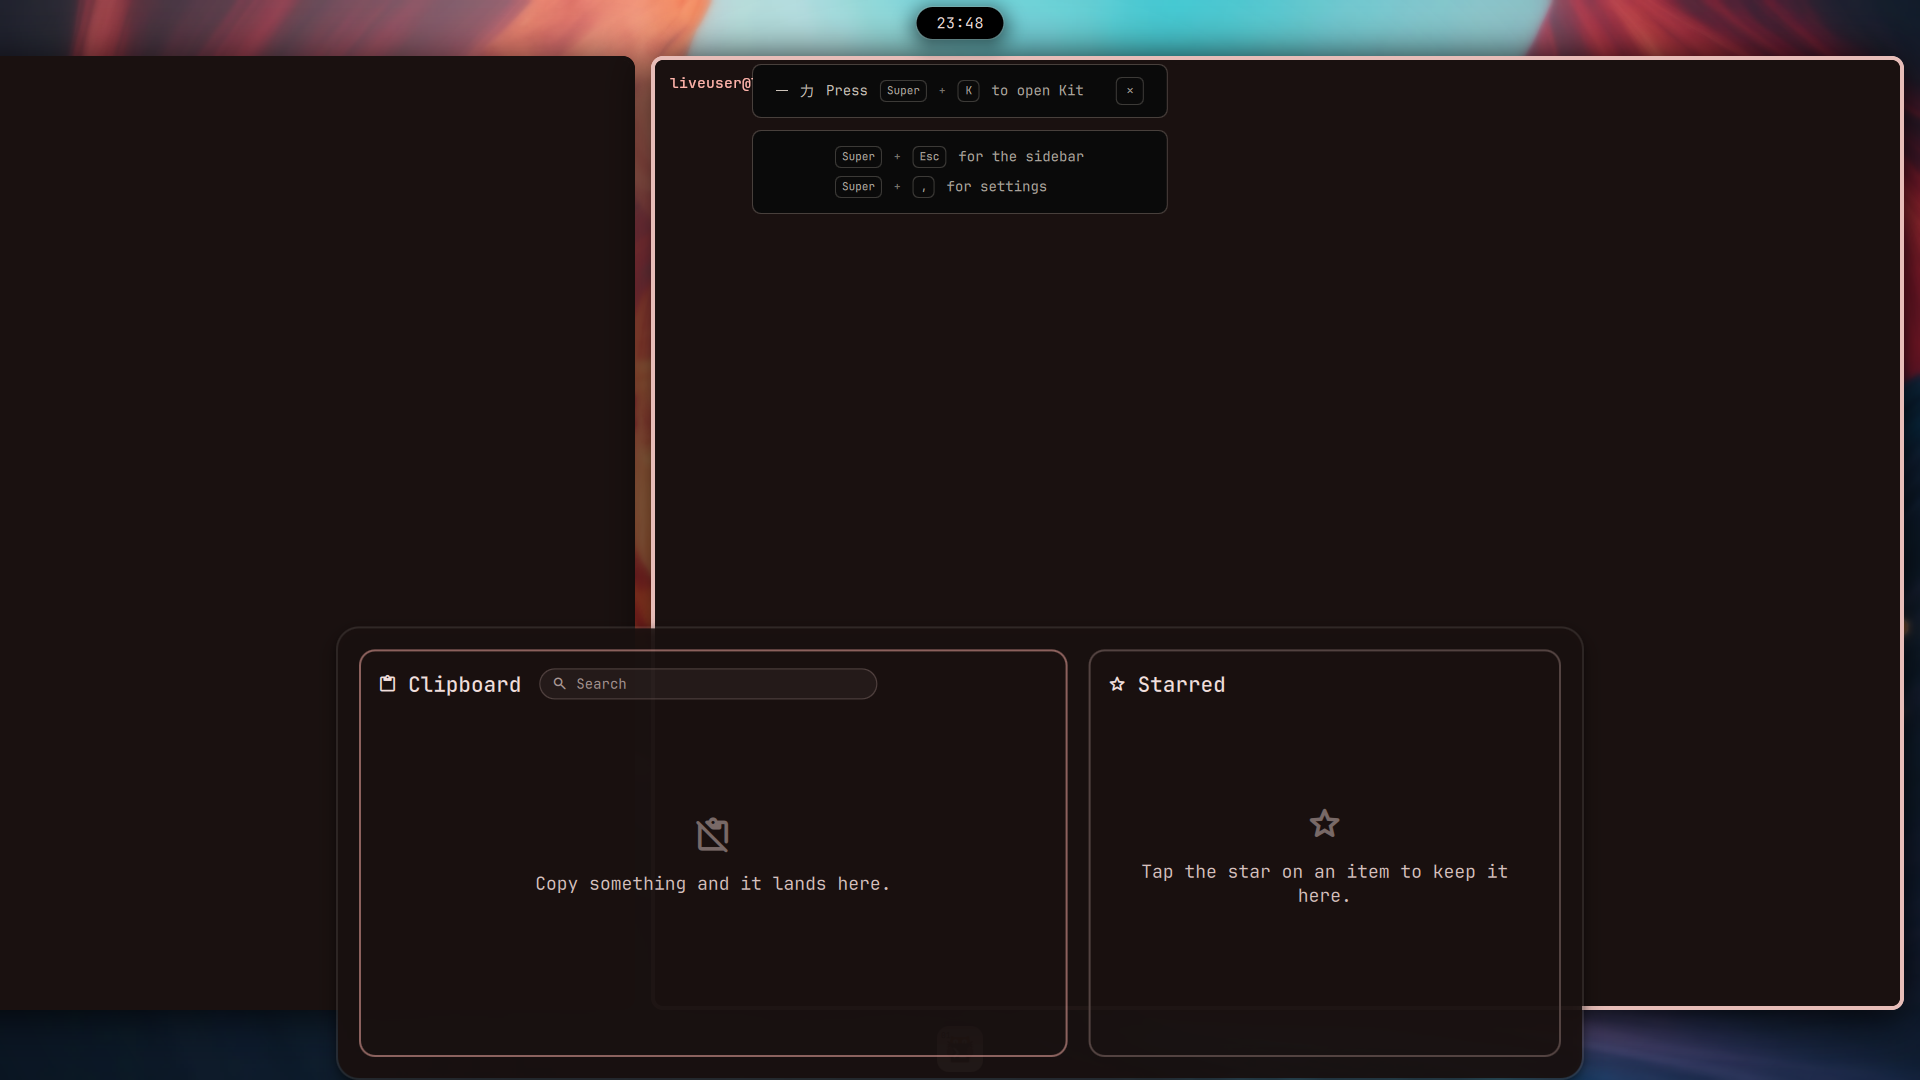 23:48
liveuser@
— 力 Press Super + K to open Kit ×
Super + Esc for the sidebar
Super + , for settings
Clipboard Search
Copy something and it lands here.
Starred
Tap the star on an item to keep it
here.